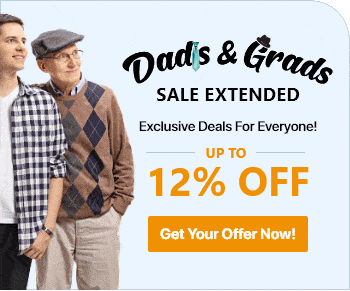 Dads & Grads
SALE EXTENDED
Exclusive Deals For Everyone!
UP TO
12% OFF
Get Your Offer Now!